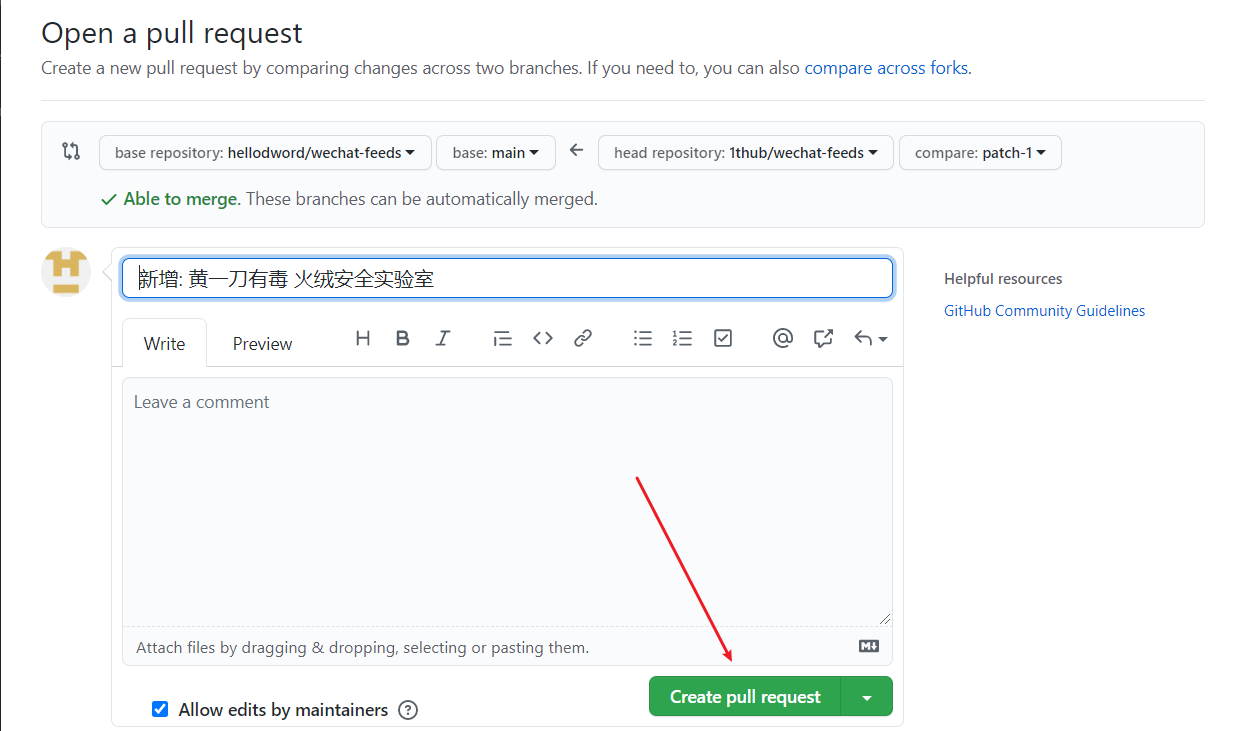 Open a pull request
Create a new pull request by comparing changes across two branches. If you need to, you can also compare across forks.
base repository: hellodword/wechat-feeds
base: main
head repository: 1thub/wechat-feeds
compare: patch-1
Able to merge. These branches can be automatically merged.
新增: 黄一刀有毒 火绒安全实验室
Helpful resources
GitHub Community Guidelines
Write
Preview
Leave a comment
Attach files by dragging & dropping, selecting or pasting them.
Allow edits by maintainers
Create pull request